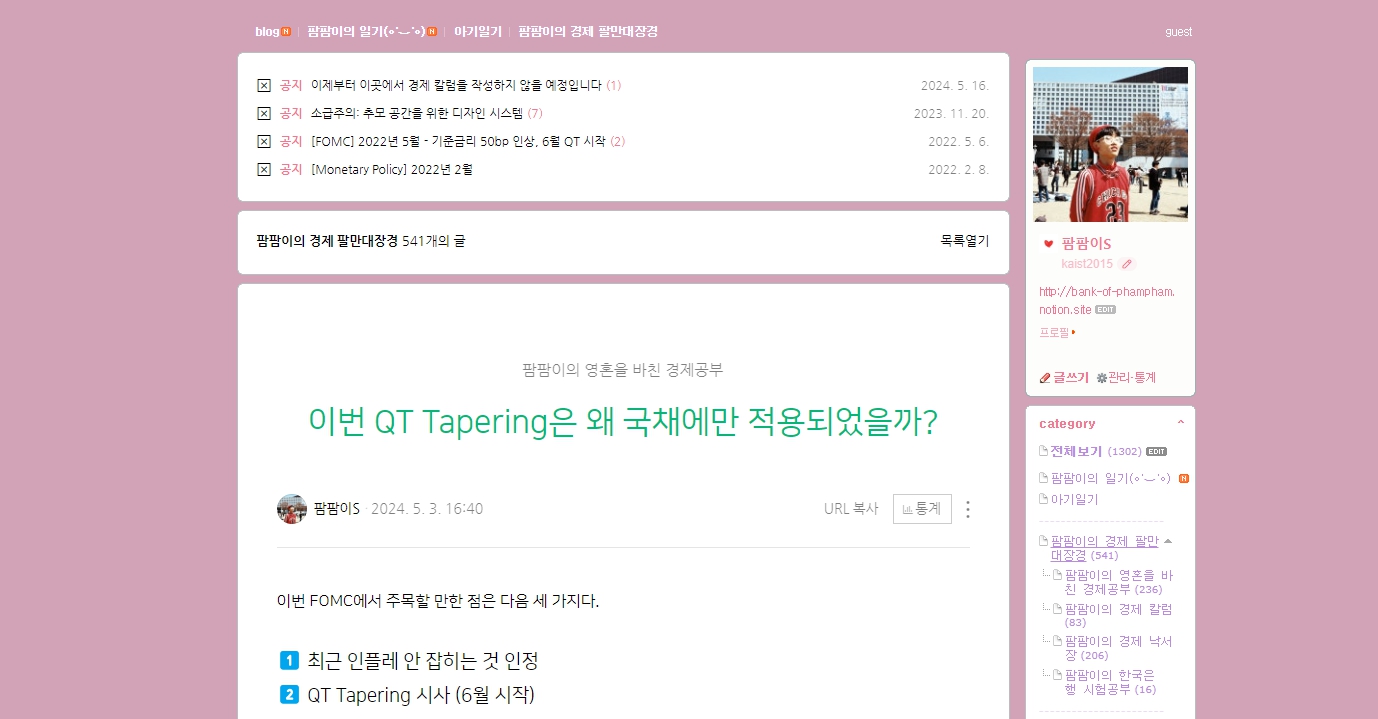 blog N 팜팜이의 일기(∘˙︶˙∘) N 아기일기 팜팜이의 경제 팔만대장경 guest
공지 이제부터 이곳에서 경제 칼럼을 작성하지 않을 예정입니다 (1) 2024. 5. 16.
공지 소급주의: 추모 공간을 위한 디자인 시스템 (7) 2023. 11. 20.
공지 [FOMC] 2022년 5월 - 기준금리 50bp 인상, 6월 QT 시작 (2) 2022. 5. 6.
공지 [Monetary Policy] 2022년 2월 2022. 2. 8.
팜팜이의 경제 팔만대장경 541개의 글 목록열기
팜팜이의 영혼을 바친 경제공부
이번 QT Tapering은 왜 국채에만 적용되었을까?
팜팜이S · 2024. 5. 3. 16:40 URL 복사 통계
이번 FOMC에서 주목할 만한 점은 다음 세 가지다.
1 최근 인플레 안 잡히는 것 인정
2 QT Tapering 시사 (6월 시작)
CHICAGO
23
팜팜이S
kaist2015
http://bank-of-phampham.
notion.site EDIT
프로필
글쓰기 관리·통계
category
전체보기 (1302) EDIT
팜팜이의 일기(∘˙︶˙∘) N
아기일기
팜팜이의 경제 팔만
대장경 (541)
팜팜이의 영혼을 바
친 경제공부 (236)
팜팜이의 경제 칼럼
(83)
팜팜이의 경제 낙서
장 (206)
팜팜이의 한국은
행 시험공부 (16)